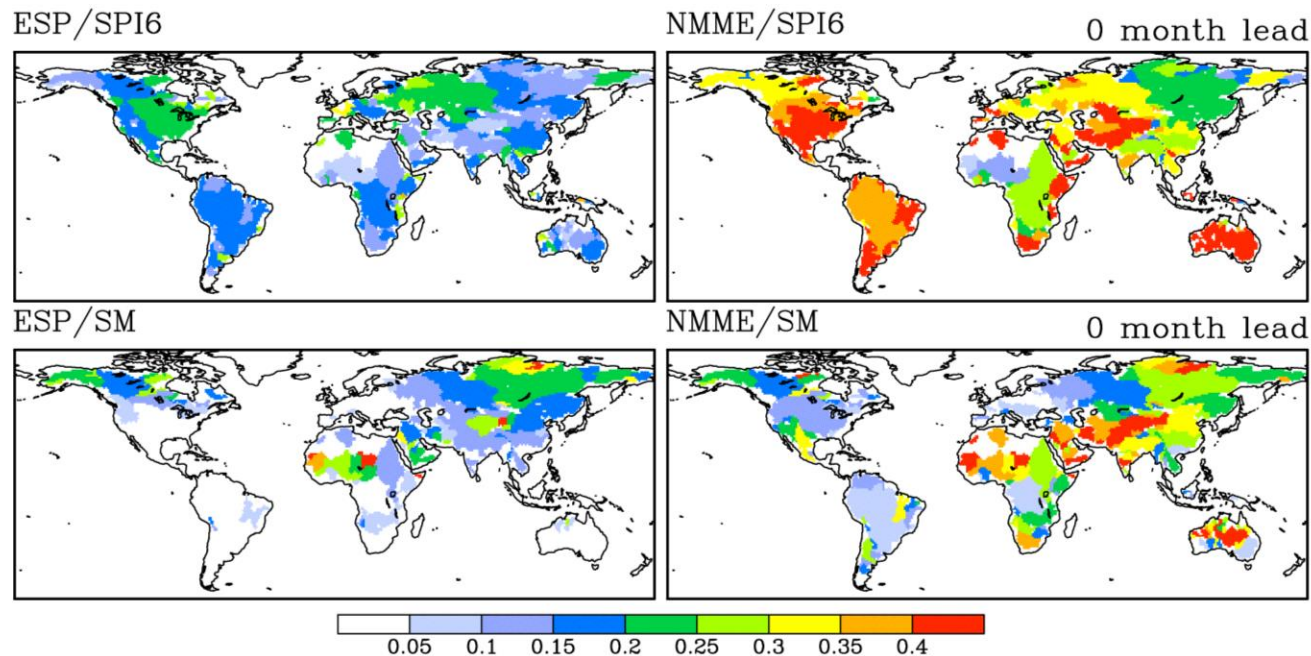 ESP/SPI6
NMME/SPI6
0 month lead
ESP/SM
NMME/SM
0 month lead
0.05 0.1 0.15 0.2 0.25 0.3 0.35 0.4